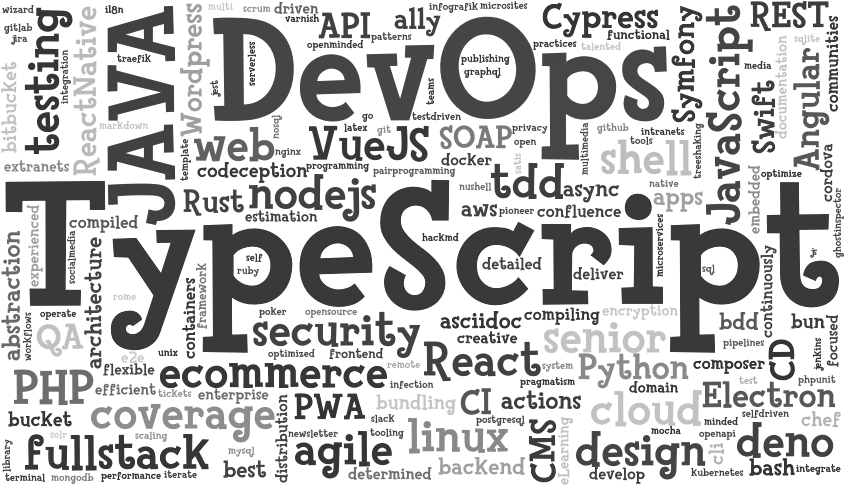 wizard
il8n
multi
scrum
driven
infografik
microsites
Cypress
REST
gitlab
jira
testing
integration
ReactNative
JAVA
traefik
Wordpress
varnish
API
ally
openminded
patterns
functional
practices
talented
Symfony
JavaScript
sqlite
communities
media
Swift
documentation
Angular
bitbucket
markdown
jest
serverless
DevOps
publishing
graphql
teams
go
testdriven
extranets
template
web
nginx
nosql
latex
git
VueJS
SOAP
privacy
open
github
tools
intranets
multimedia
shell
treeshaking
programming
docker
codeception
pairprogramming
nushell
tdd
async
native
apps
optimize
cordova
embedded
Rust
nodejs
estimation
aws
pioneer
confluence
ghostinspector
experienced
compiled
socialmedia
TypeScript
self
ruby
hackmd
detailed
deliver
microservices
sql
abstraction
architecture
workflows
rome
containers
framework
continuously
operate
QA
e2e
unix
poker
opensource
asciidoc
compiling
encryption
bdd
bun
focused
security
creative
senior
pipelines
jenkins
flexible
optimized
frontend
remote
React
system
Python
composer
CD
PHP
efficient
tickets
ecommerce
enterprise
infection
pragmatism
domain
test
phpunit
bucket
coverage
distribution
PWA
bundling
CI
actions
cloud
Electron
selfdriven
chef
slack
postgresql
minded
solr
scaling
newsletter
tooling
linux
CMS
eLearning
mocha
openapi
deno
library
fullstack
mysql
agile
design
cli
terminal
mongodb
performance
iterate
best
determined
backend
develop
kubernetes
bash
integrate